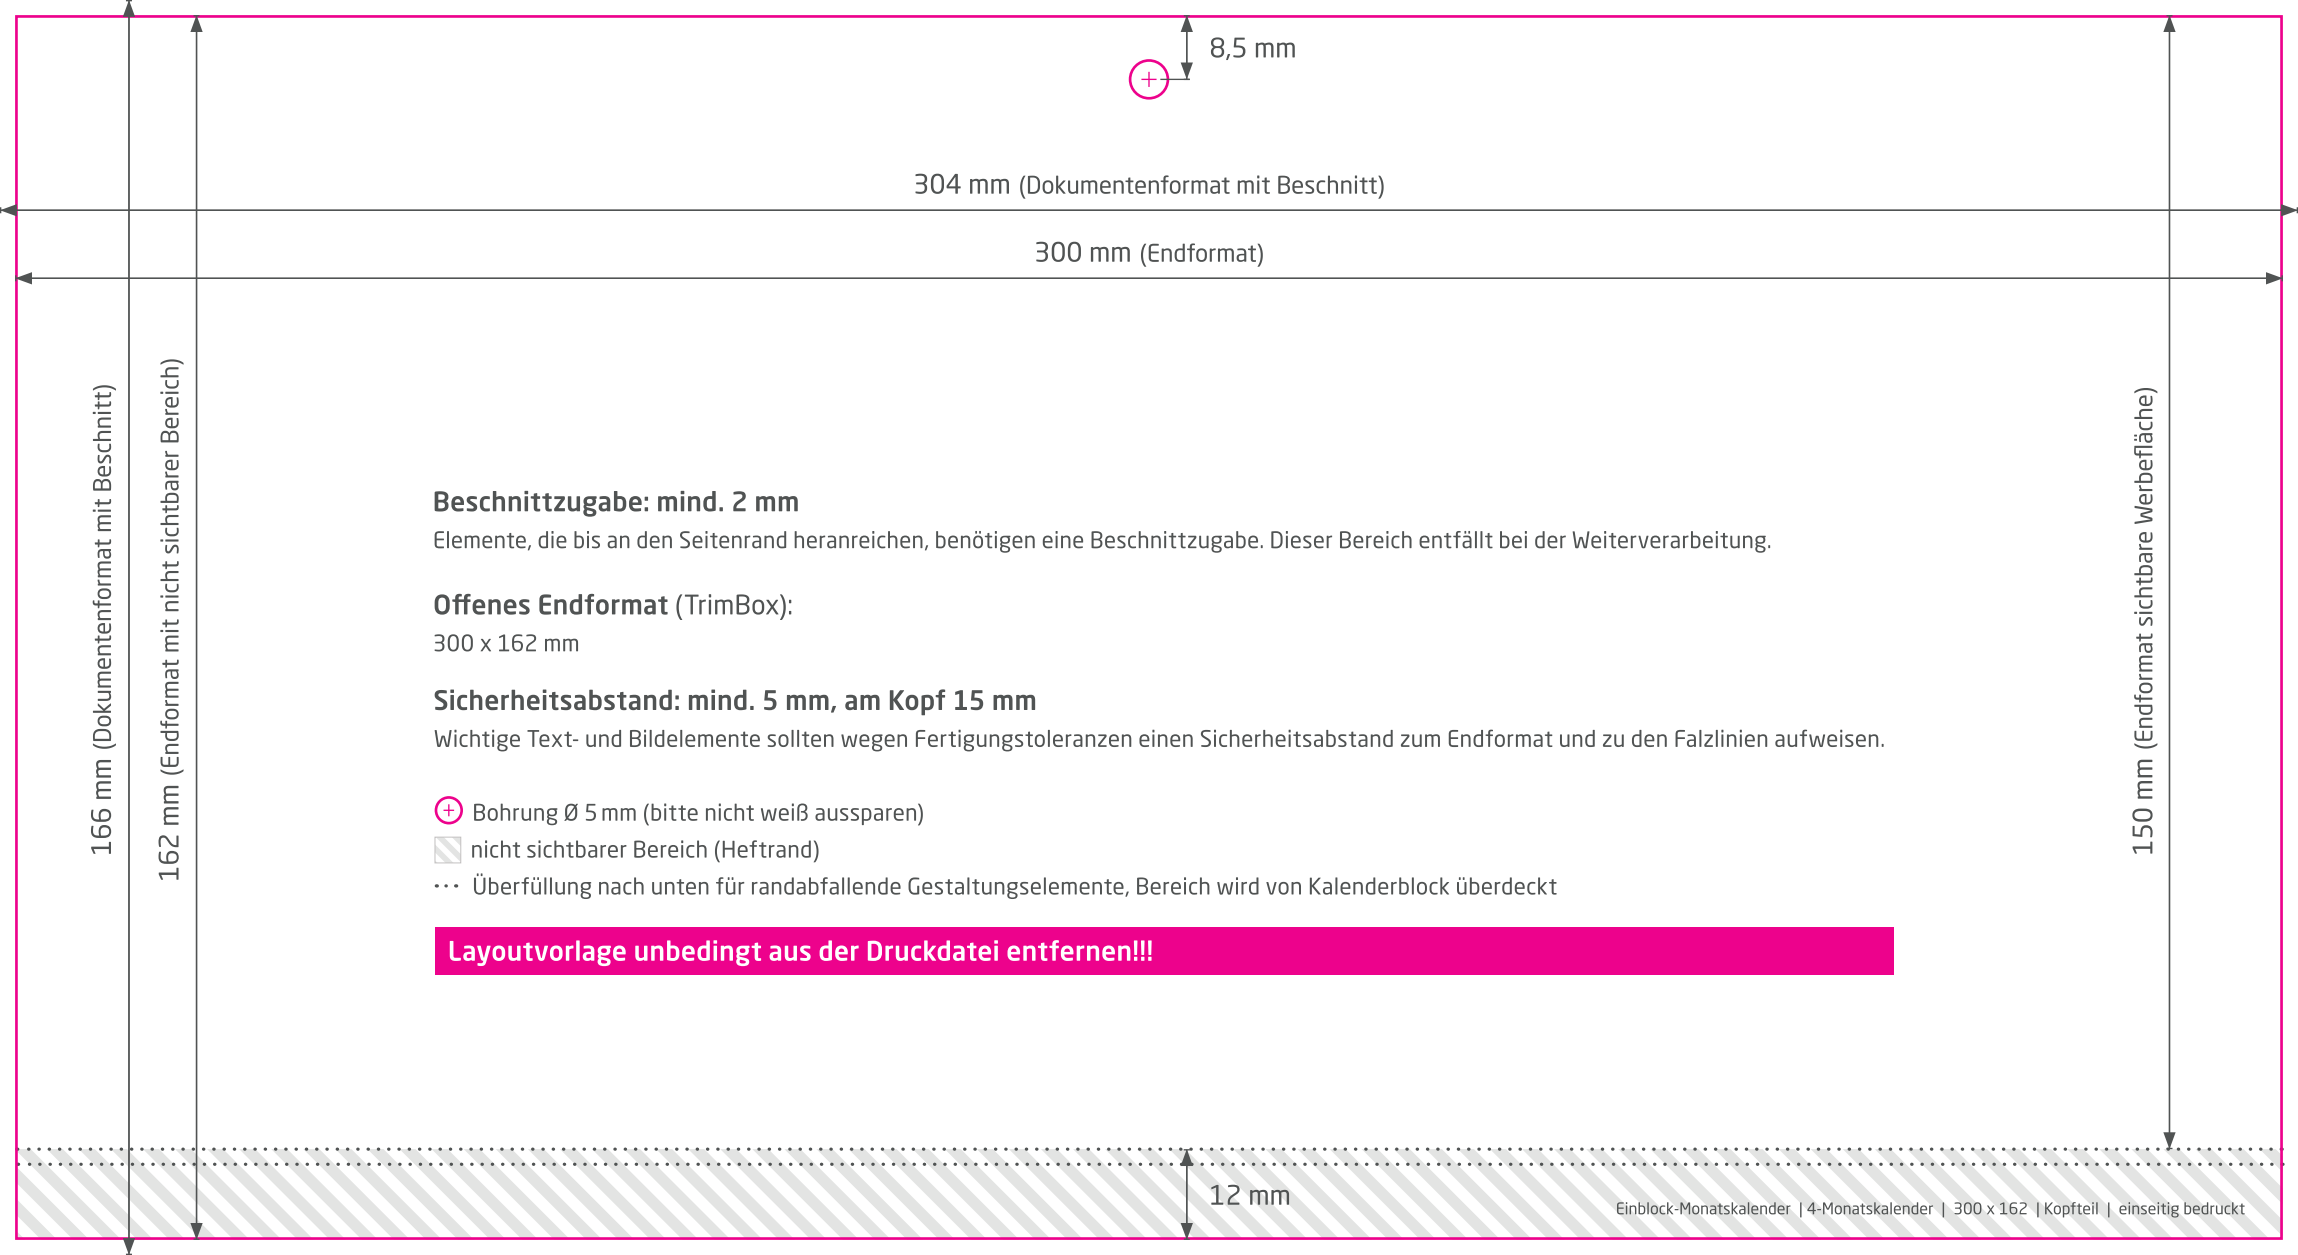 8,5 mm
304 mm (Dokumentenformat mit Beschnitt)
300 mm (Endformat)
166 mm (Dokumentenformat mit Beschnitt)
162 mm (Endformat mit nicht sichtbarer Bereich)
150 mm (Endformat sichtbare Werbefläche)
Beschnittzugabe: mind. 2 mm
Elemente, die bis an den Seitenrand heranreichen, benötigen eine Beschnittzugabe. Dieser Bereich entfällt bei der Weiterverarbeitung.
Offenes Endformat (TrimBox):
300 x 162 mm
Sicherheitsabstand: mind. 5 mm, am Kopf 15 mm
Wichtige Text- und Bildelemente sollten wegen Fertigungstoleranzen einen Sicherheitsabstand zum Endformat und zu den Falzlinien aufweisen.
Bohrung Ø 5 mm (bitte nicht weiß aussparen)
nicht sichtbarer Bereich (Heftrand)
Überfüllung nach unten für randabfallende Gestaltungselemente, Bereich wird von Kalenderblock überdeckt
Layoutvorlage unbedingt aus der Druckdatei entfernen!!!
12 mm
Einblock-Monatskalender | 4-Monatskalender | 300 x 162 | Kopfteil | einseitig bedruckt